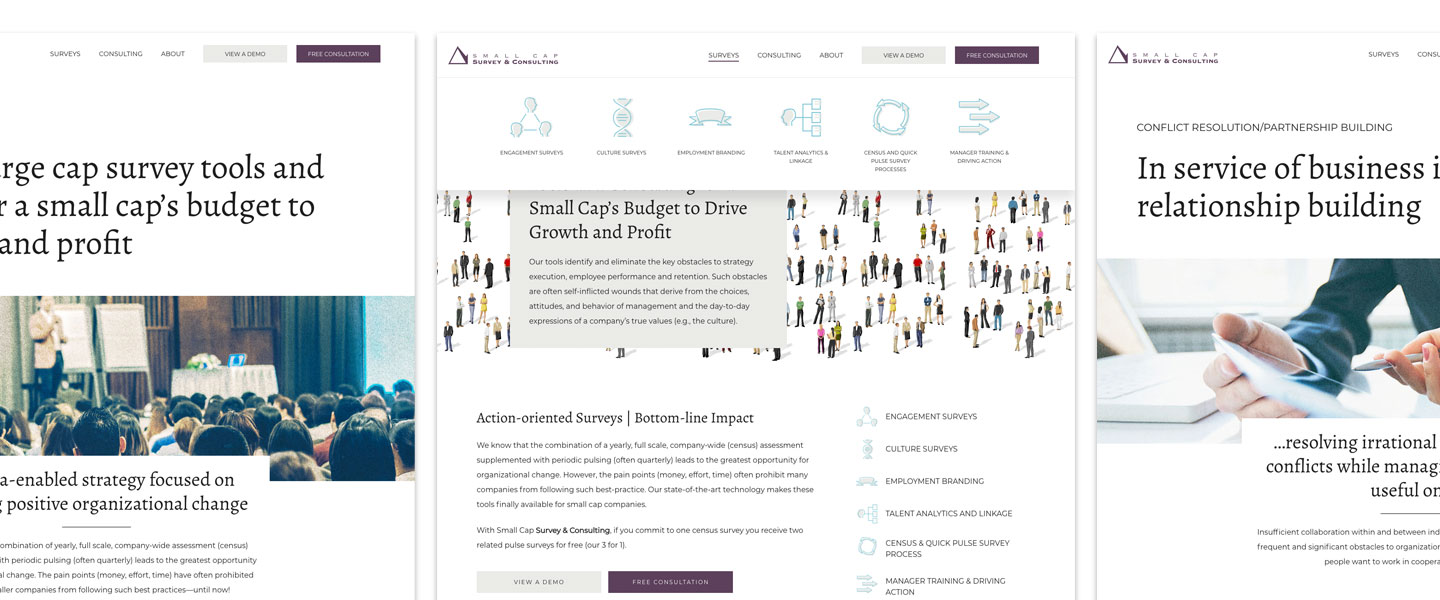 SURVEYS CONSULTING ABOUT VIEW A DEMO FREE CONSULTATION
cap survey tools and
a small cap's budget to
and profit
-enabled strategy focused on
positive organizational change
of yearly, full scale, company-wide assessment (census)
periodic pulsing (often quarterly) leads to the greatest opportunity
change. The pain points (money, effort, time) have often prohibited
companies from following such best practices—until now!
SMALL CAP
SURVEY & CONSULTING
SURVEYS CONSULTING ABOUT VIEW A DEMO FREE CONSULTATION
ENGAGEMENT SURVEYS
CULTURE SURVEYS
EMPLOYMENT BRANDING
TALENT ANALYTICS &
LINKAGE
CENSUS AND QUICK
PULSE SURVEY
PROCESSES
MANAGER TRAINING &
DRIVING ACTION
Small Cap's Budget to Drive
Growth and Profit
Our tools identify and eliminate the key obstacles to strategy
execution, employee performance and retention. Such obstacles
are often self-inflicted wounds that derive from the choices,
attitudes, and behavior of management and the day-to-day
expressions of a company's true values (e.g., the culture).
Action-oriented Surveys | Bottom-line Impact
We know that the combination of a yearly, full scale, company-wide (census) assessment
supplemented with periodic pulsing (often quarterly) leads to the greatest opportunity for
organizational change. However, the pain points (money, effort, time) often prohibit many
companies from following such best-practice. Our state-of-the-art technology makes these
tools finally available for small cap companies.
With Small Cap Survey & Consulting, if you commit to one census survey you receive two
related pulse surveys for free (our 3 for 1).
VIEW A DEMO FREE CONSULTATION
ENGAGEMENT SURVEYS
CULTURE SURVEYS
EMPLOYMENT BRANDING
TALENT ANALYTICS AND LINKAGE
CENSUS & QUICK PULSE SURVEY
PROCESS
MANAGER TRAINING & DRIVING
ACTION
SMALL CAP
SURVEY & CONSULTING
SURVEYS
CONFLICT RESOLUTION/PARTNERSHIP BUILDING
In service of business
relationship building
...resolving irrational
conflicts while
useful
Insufficient collaboration within and between
frequent and significant obstacles to
people want to work in